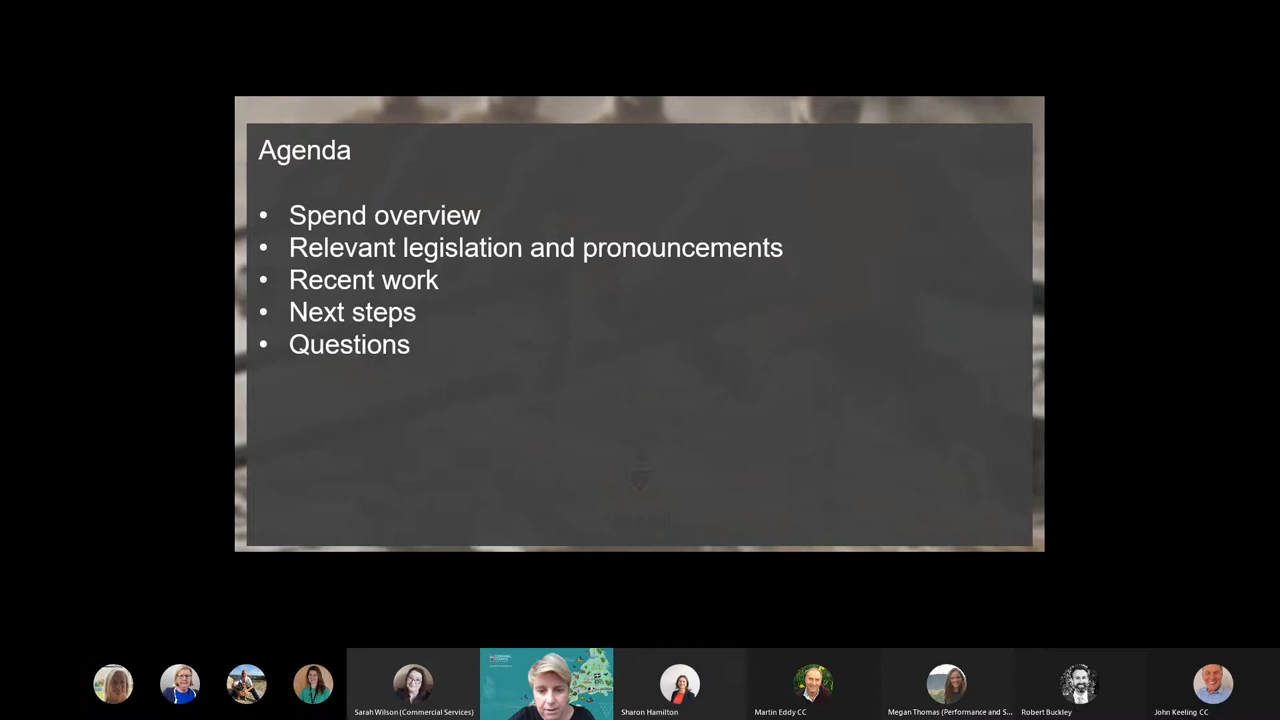 Agenda
• Spend overview
• Relevant legislation and pronouncements
• Recent work
• Next steps
• Questions
Sarah Wilson (Commercial Services)
Sharon Hamilton
Martin Eddy CC
Megan Thomas (Performance and S...
Robert Buckley
John Keeling CC